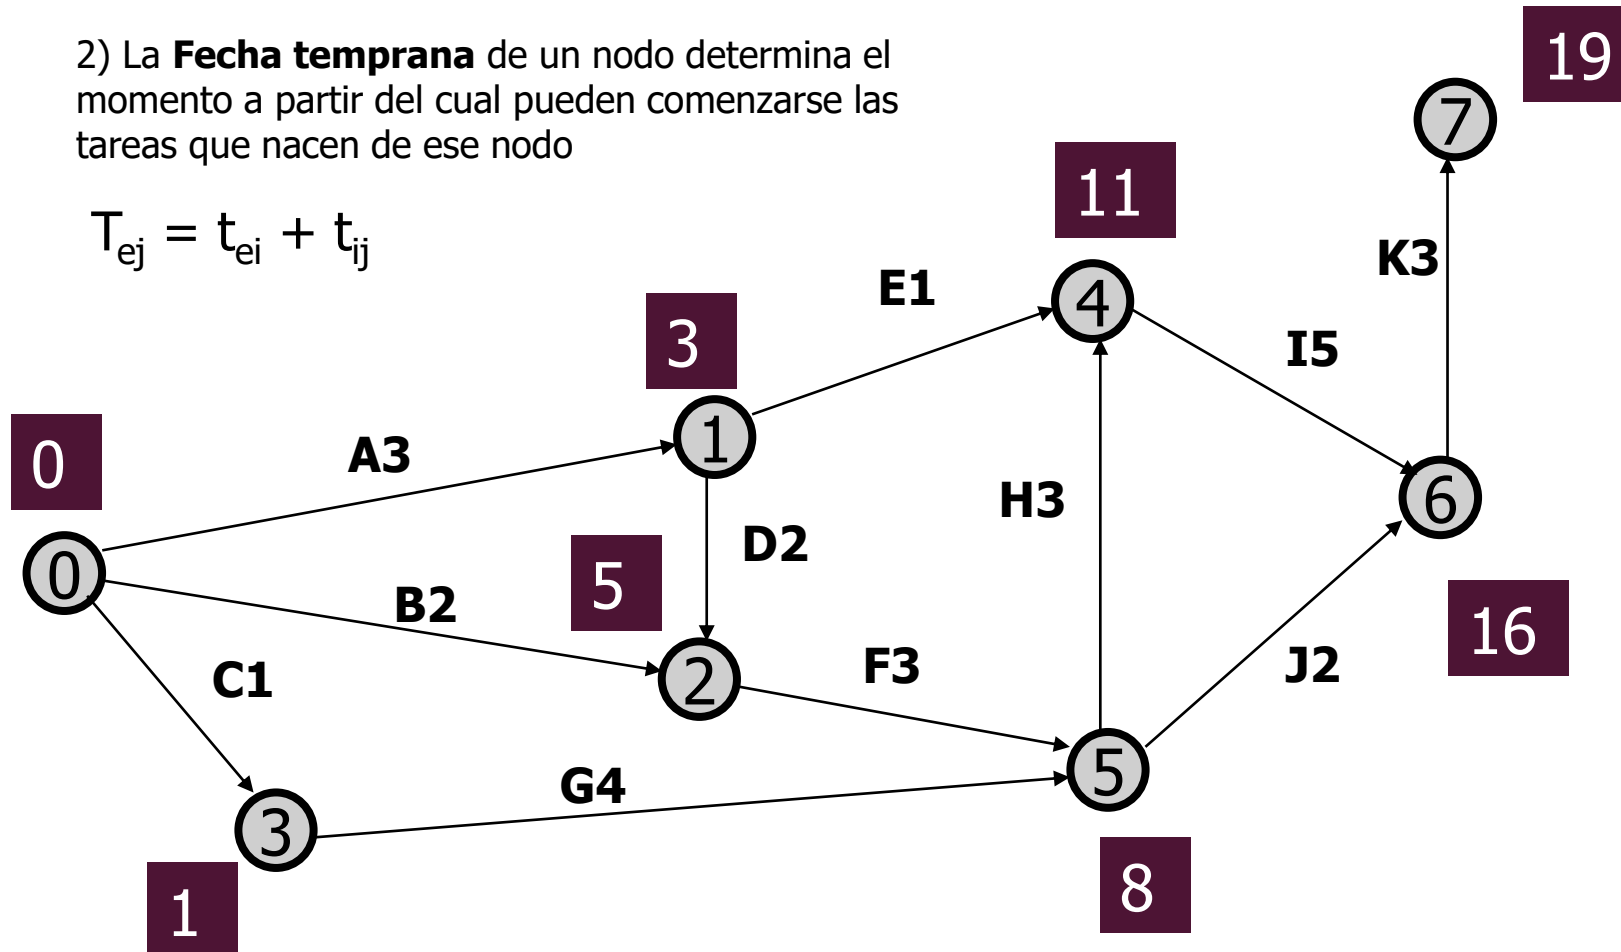 2) La Fecha temprana de un nodo determina el
momento a partir del cual pueden comenzarse las
tareas que nacen de ese nodo
Tej = tei + tij
19
7
11
K3
E1
4
3
I5
1
0
A3
H3
6
D2
0
5
B2
16
F3
J2
C1
2
5
G4
3
8
1